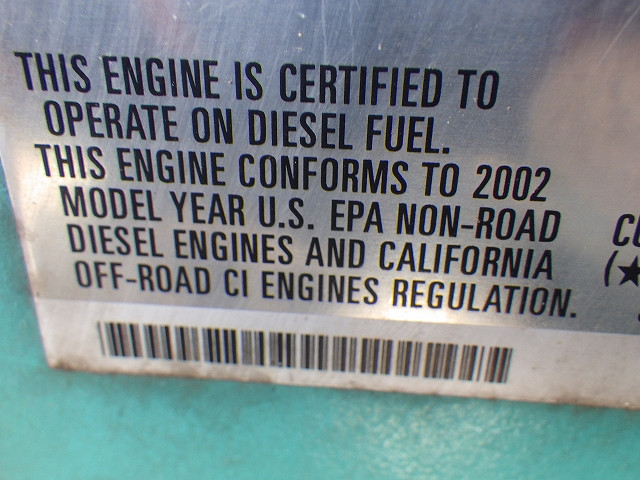 THIS ENGINE IS CERTIFIED TO
OPERATE ON DIESEL FUEL.
THIS ENGINE CONFORMS TO 2002
MODEL YEAR U.S. EPA NON-ROAD
DIESEL ENGINES AND CALIFORNIA
OFF-ROAD CI ENGINES REGULATION.